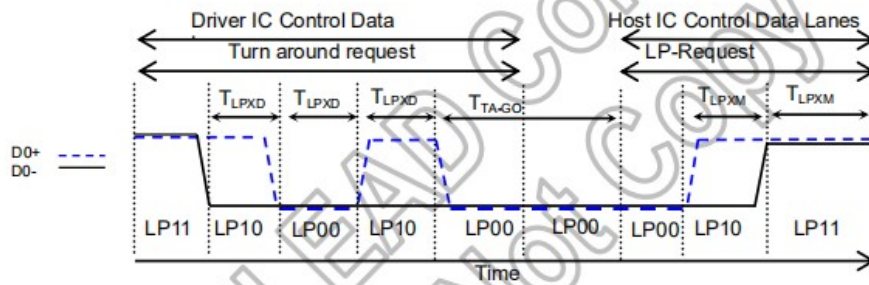 Driver IC Control Data Host IC Control Data Lanes
Turn around request LP-Request
TLPXD TLPXD TLPXD TTA-GO TLPXM TLPXM
D0+
D0-
LP11 LP10 LP00 LP10 LP00 LP00 LP00 LP10 LP11
Time